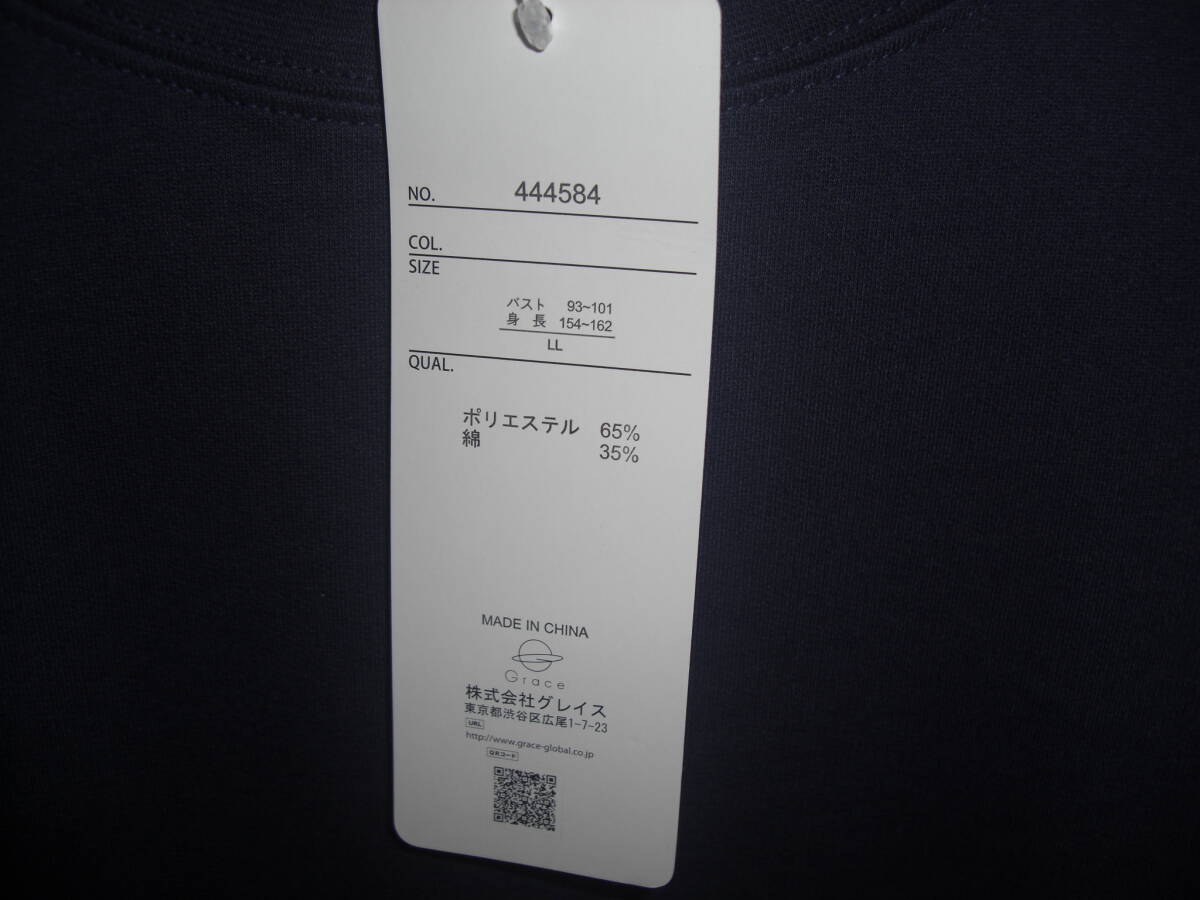 NO. 444584
COL.
SIZE
バスト 93~101
身 長 154~162
LL
QUAL.
ポリエステル 65%
綿 35%
MADE IN CHINA
Grace
株式会社グレイス
東京都渋谷区広尾1-7-23
URL
http://www.grace-global.co.jp
QRコード